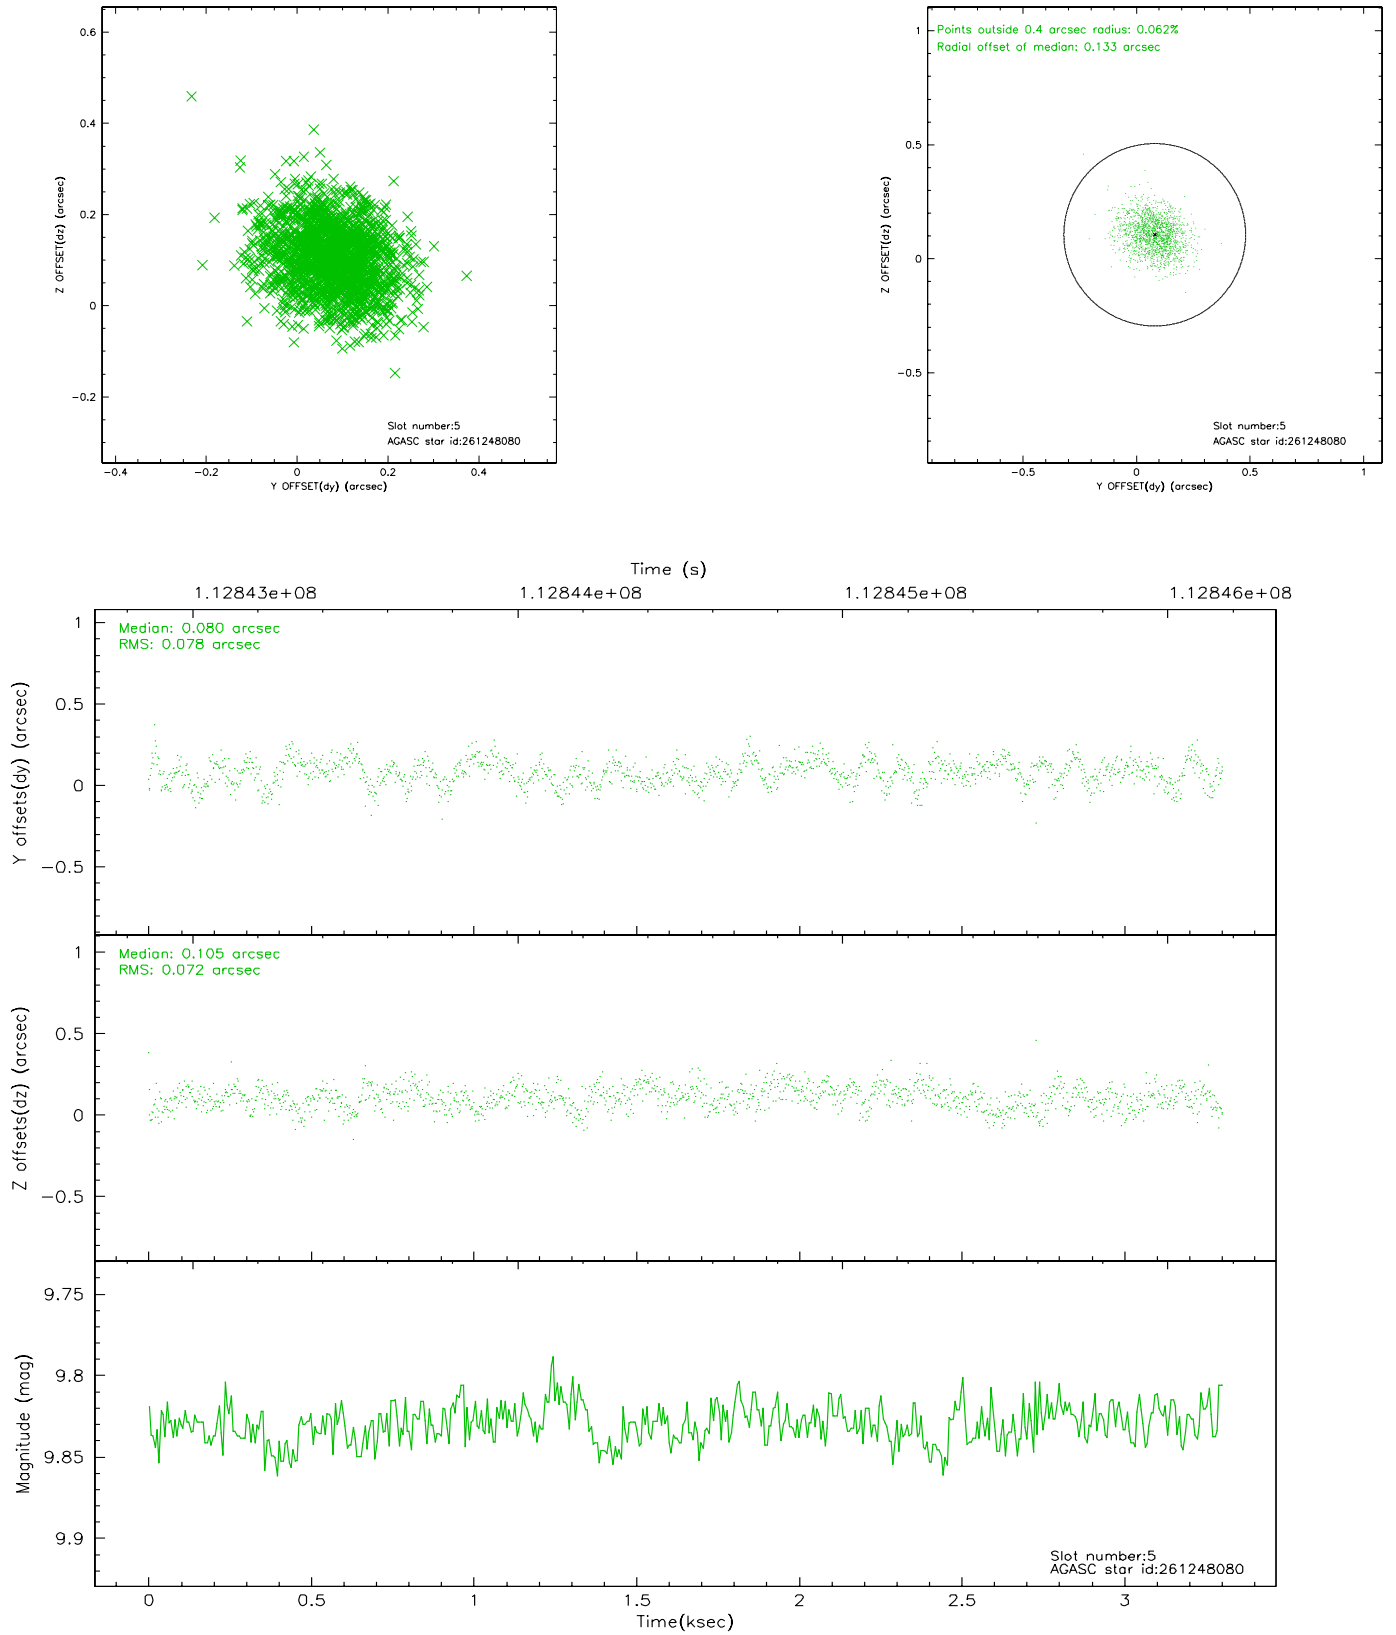 0.6
0.4
0.2
0
−0.2
Z OFFSET(dz) (arcsec)
Slot number:5
AGASC star id:261248080
−0.4 −0.2 0 0.2 0.4
Y OFFSET(dy) (arcsec)
Points outside 0.4 arcsec radius: 0.062%
Radial offset of median: 0.133 arcsec
1
0.5
0
−0.5
Z OFFSET(dz) (arcsec)
Slot number:5
AGASC star id:261248080
−0.5 0 0.5 1
Y OFFSET(dy) (arcsec)
Time (s)
1.12843e+08 1.12844e+08 1.12845e+08 1.12846e+08
Median: 0.080 arcsec
RMS: 0.078 arcsec
1
0.5
0
−0.5
Y offsets(dy) (arcsec)
Median: 0.105 arcsec
RMS: 0.072 arcsec
1
0.5
0
−0.5
Z offsets(dz) (arcsec)
9.75
9.8
9.85
9.9
Magnitude (mag)
Slot number:5
AGASC star id:261248080
0 0.5 1 1.5 2 2.5 3
Time(ksec)